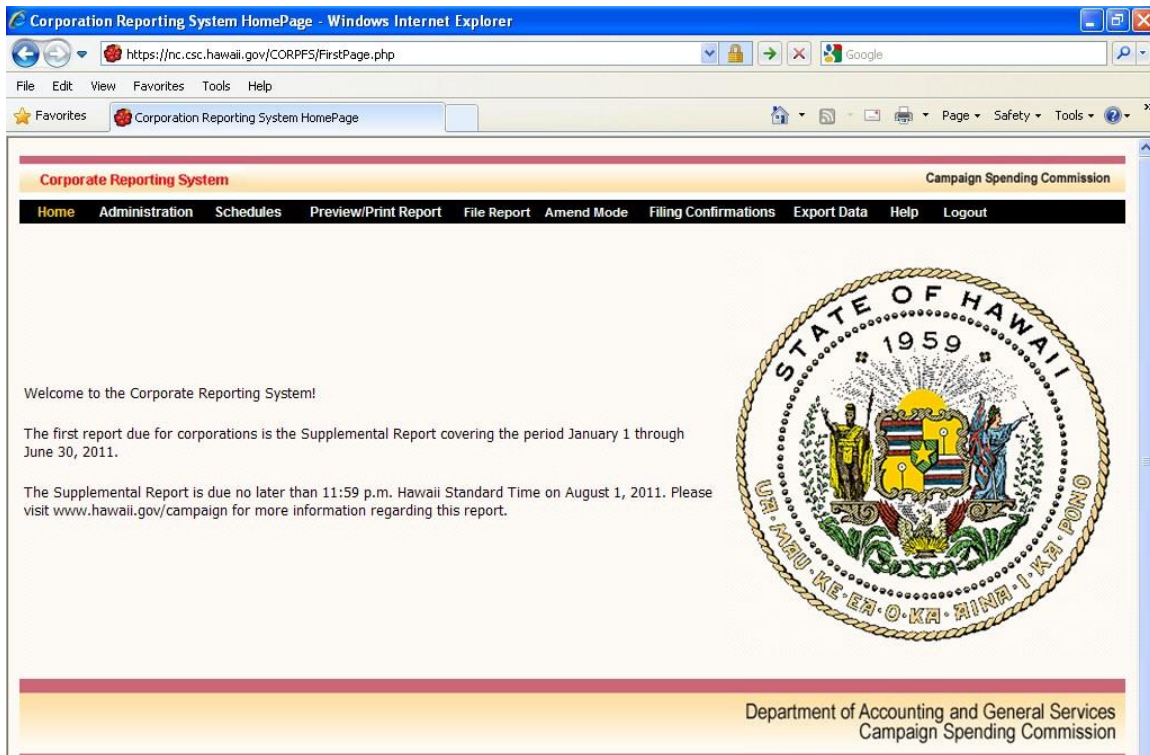 Corporation Reporting System HomePage - Windows Internet Explorer
https://nc.csc.hawaii.gov/CORPFS/FirstPage.php
Google
File Edit View Favorites Tools Help
Favorites
Corporation Reporting System HomePage
Page Safety Tools
Corporate Reporting System
Campaign Spending Commission
Home Administration Schedules Preview/Print Report File Report Amend Mode Filing Confirmations Export Data Help Logout
STATE OF HAWAII
1959
UA·MAU·KE·EA·O·KA·AINA·I·KA·PONO
Welcome to the Corporate Reporting System!
The first report due for corporations is the Supplemental Report covering the period January 1 through
June 30, 2011.
The Supplemental Report is due no later than 11:59 p.m. Hawaii Standard Time on August 1, 2011. Please
visit www.hawaii.gov/campaign for more information regarding this report.
Department of Accounting and General Services
Campaign Spending Commission